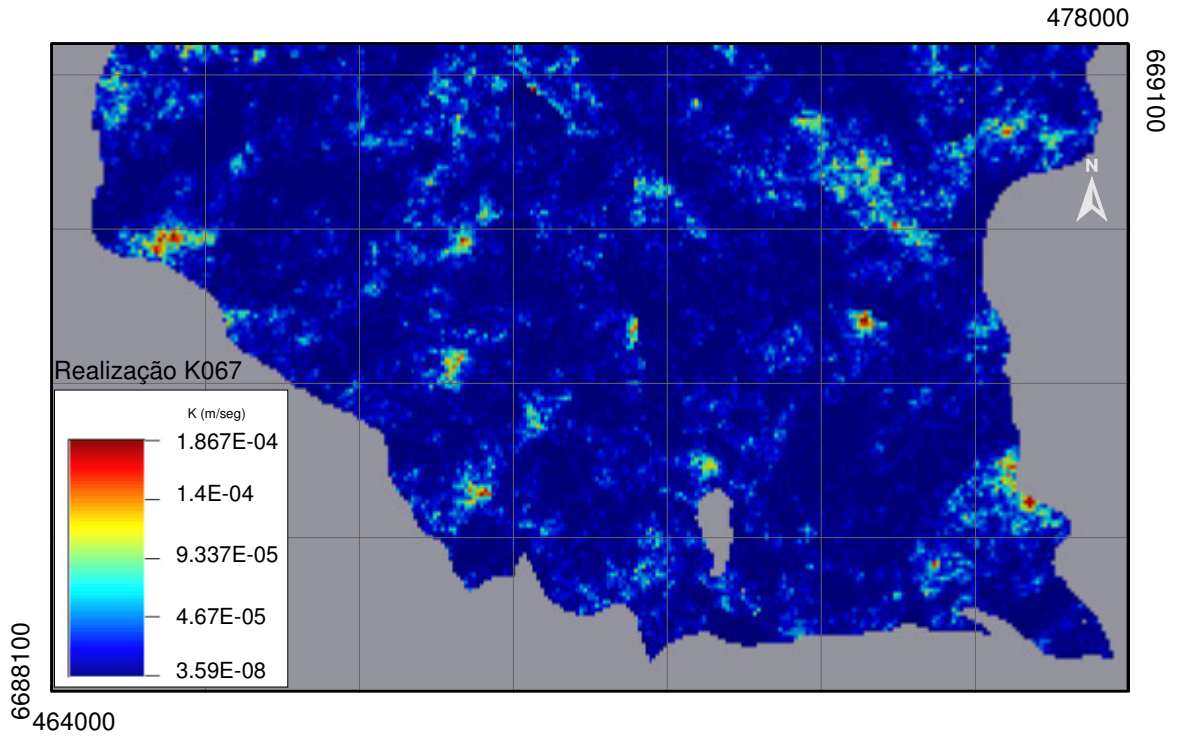 478000
6691100
N
Realização K067
K (m/seg)
1.867E-04
1.4E-04
9.337E-05
4.67E-05
3.59E-08
6688100
464000